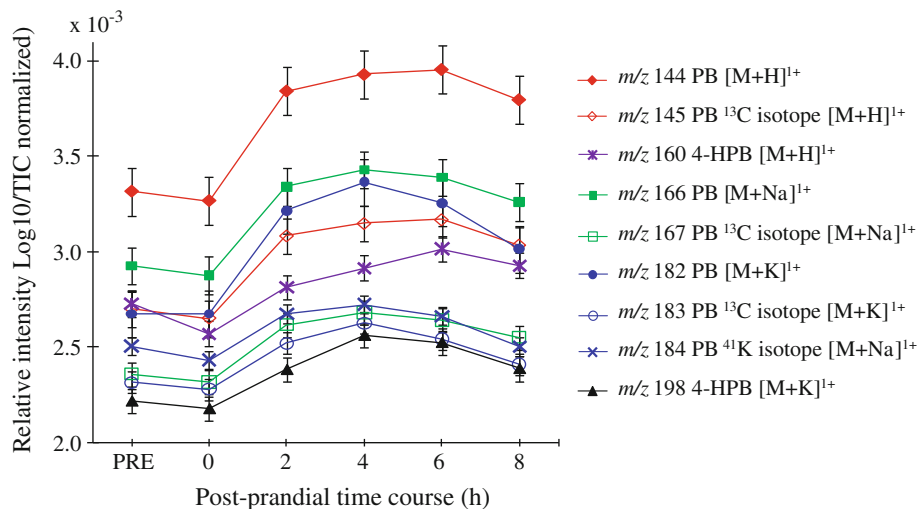 x 10⁻³
4.0
3.5
3.0
2.5
2.0
Relative intensity Log10/TIC normalized)
PRE 0 2 4 6 8
Post-prandial time course (h)
m/z 144 PB [M+H]¹⁺
m/z 145 PB ¹³C isotope [M+H]¹⁺
m/z 160 4-HPB [M+H]¹⁺
m/z 166 PB [M+Na]¹⁺
m/z 167 PB ¹³C isotope [M+Na]¹⁺
m/z 182 PB [M+K]¹⁺
m/z 183 PB ¹³C isotope [M+K]¹⁺
m/z 184 PB ⁴¹K isotope [M+Na]¹⁺
m/z 198 4-HPB [M+K]¹⁺